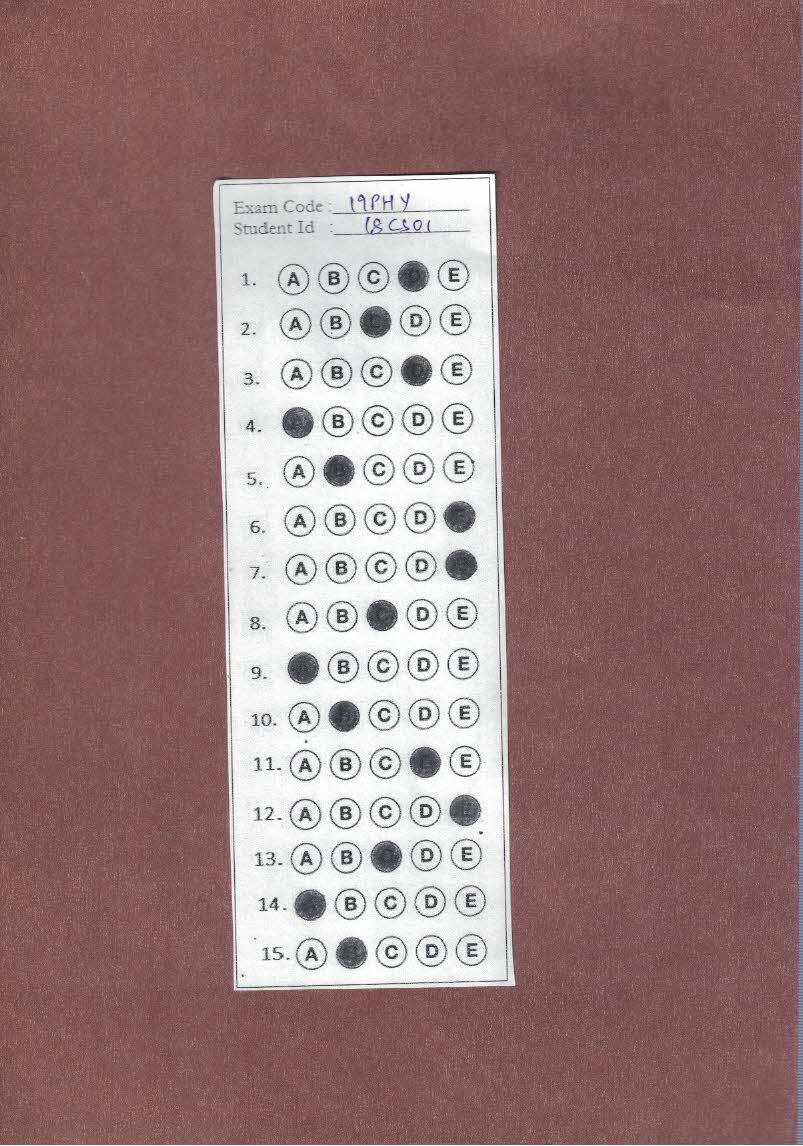 Exam Code : 19PHY
Student Id : 18CS01
1. A B C D E
2. A B C D E
3. A B C D E
4. A B C D E
5. A B C D E
6. A B C D E
7. A B C D E
8. A B C D E
9. A B C D E
10. A B C D E
11. A B C D E
12. A B C D E
13. A B C D E
14. A B C D E
15. A B C D E